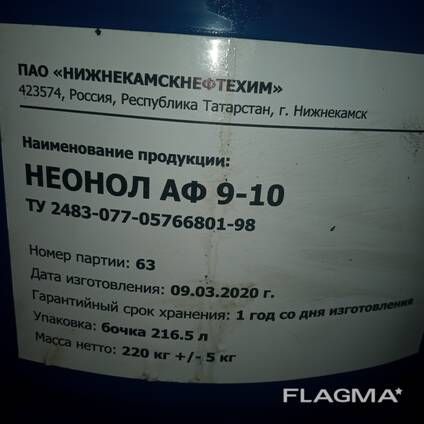 ПАО «НИЖНЕКАМСКНЕФТЕХИМ»
423574, Россия, Республика Татарстан, г. Нижнекамск
Наименование продукции:
НЕОНОЛ АФ 9-10
ТУ 2483-077-05766801-98
Номер партии: 63
Дата изготовления: 09.03.2020 г.
Гарантийный срок хранения: 1 год со дня изготовления
Упаковка: бочка 216.5 л
Масса нетто: 220 кг +/- 5 кг
FLAGMA